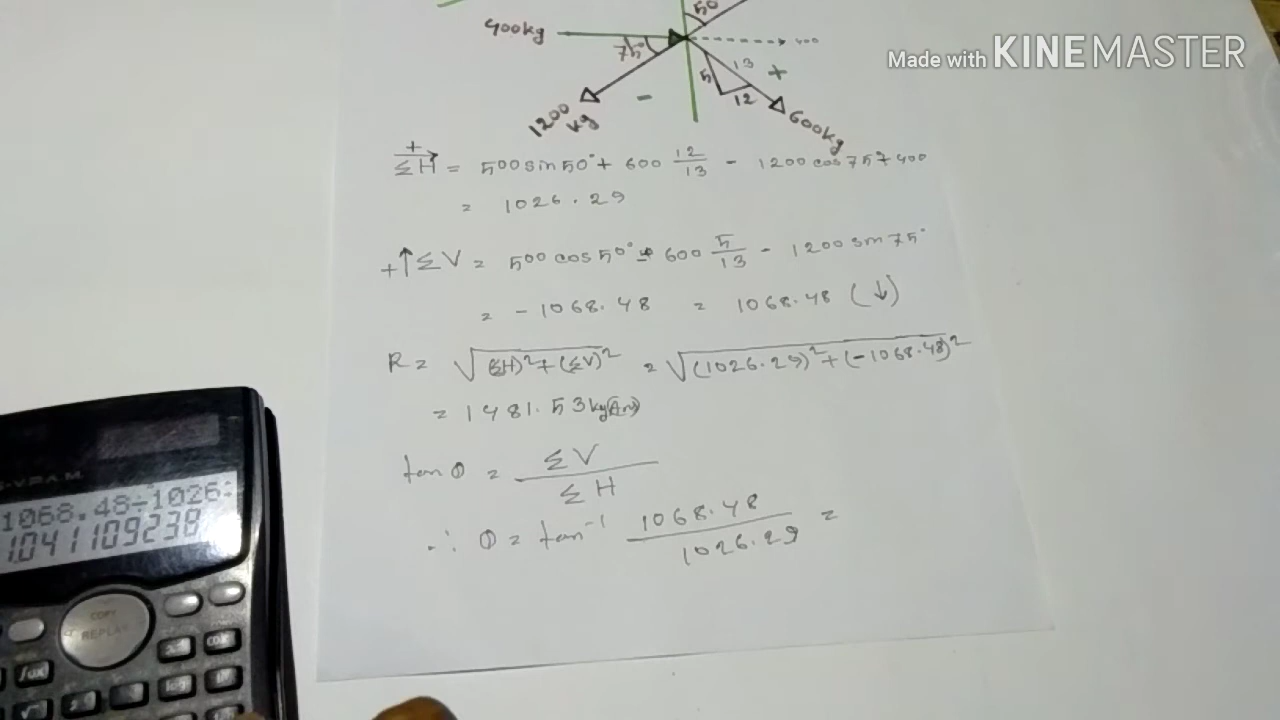 50
400kg
400
Made with KINEMASTER
75°
5
13
+
12
1200 kg
-
600kg
+→ ΣH = 500 sin 50° + 600 12/13 - 1200 cos 75° + 400
= 1026.29
+↑ΣV = 500 cos 50° - 600 5/13 - 1200 sin 75°
= -1068.48 = 1068.48 (↓)
R = √(ΣH)²+(ΣV)² = √(1026.29)²+(-1068.48)²
= 1481.53 kg (Ans)
tan θ = ΣV/ΣH
∴ θ = tan⁻¹ 1068.48/1026.29 =
1068.48÷1026.
1.041109238
REPLAY